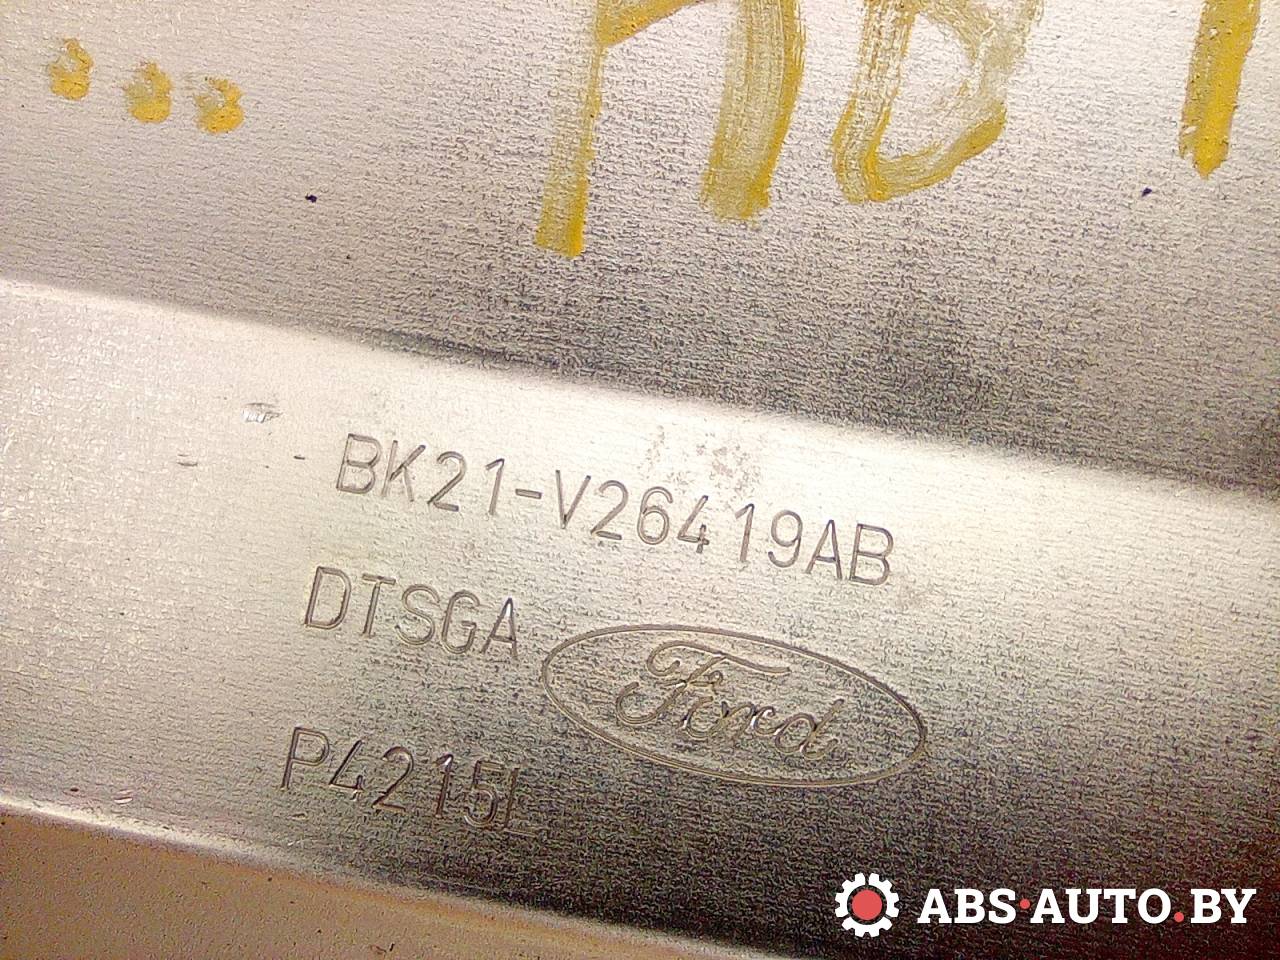 BK21-V26419AB
DTSGA
Ford
P4215L
ABS·AUTO.BY